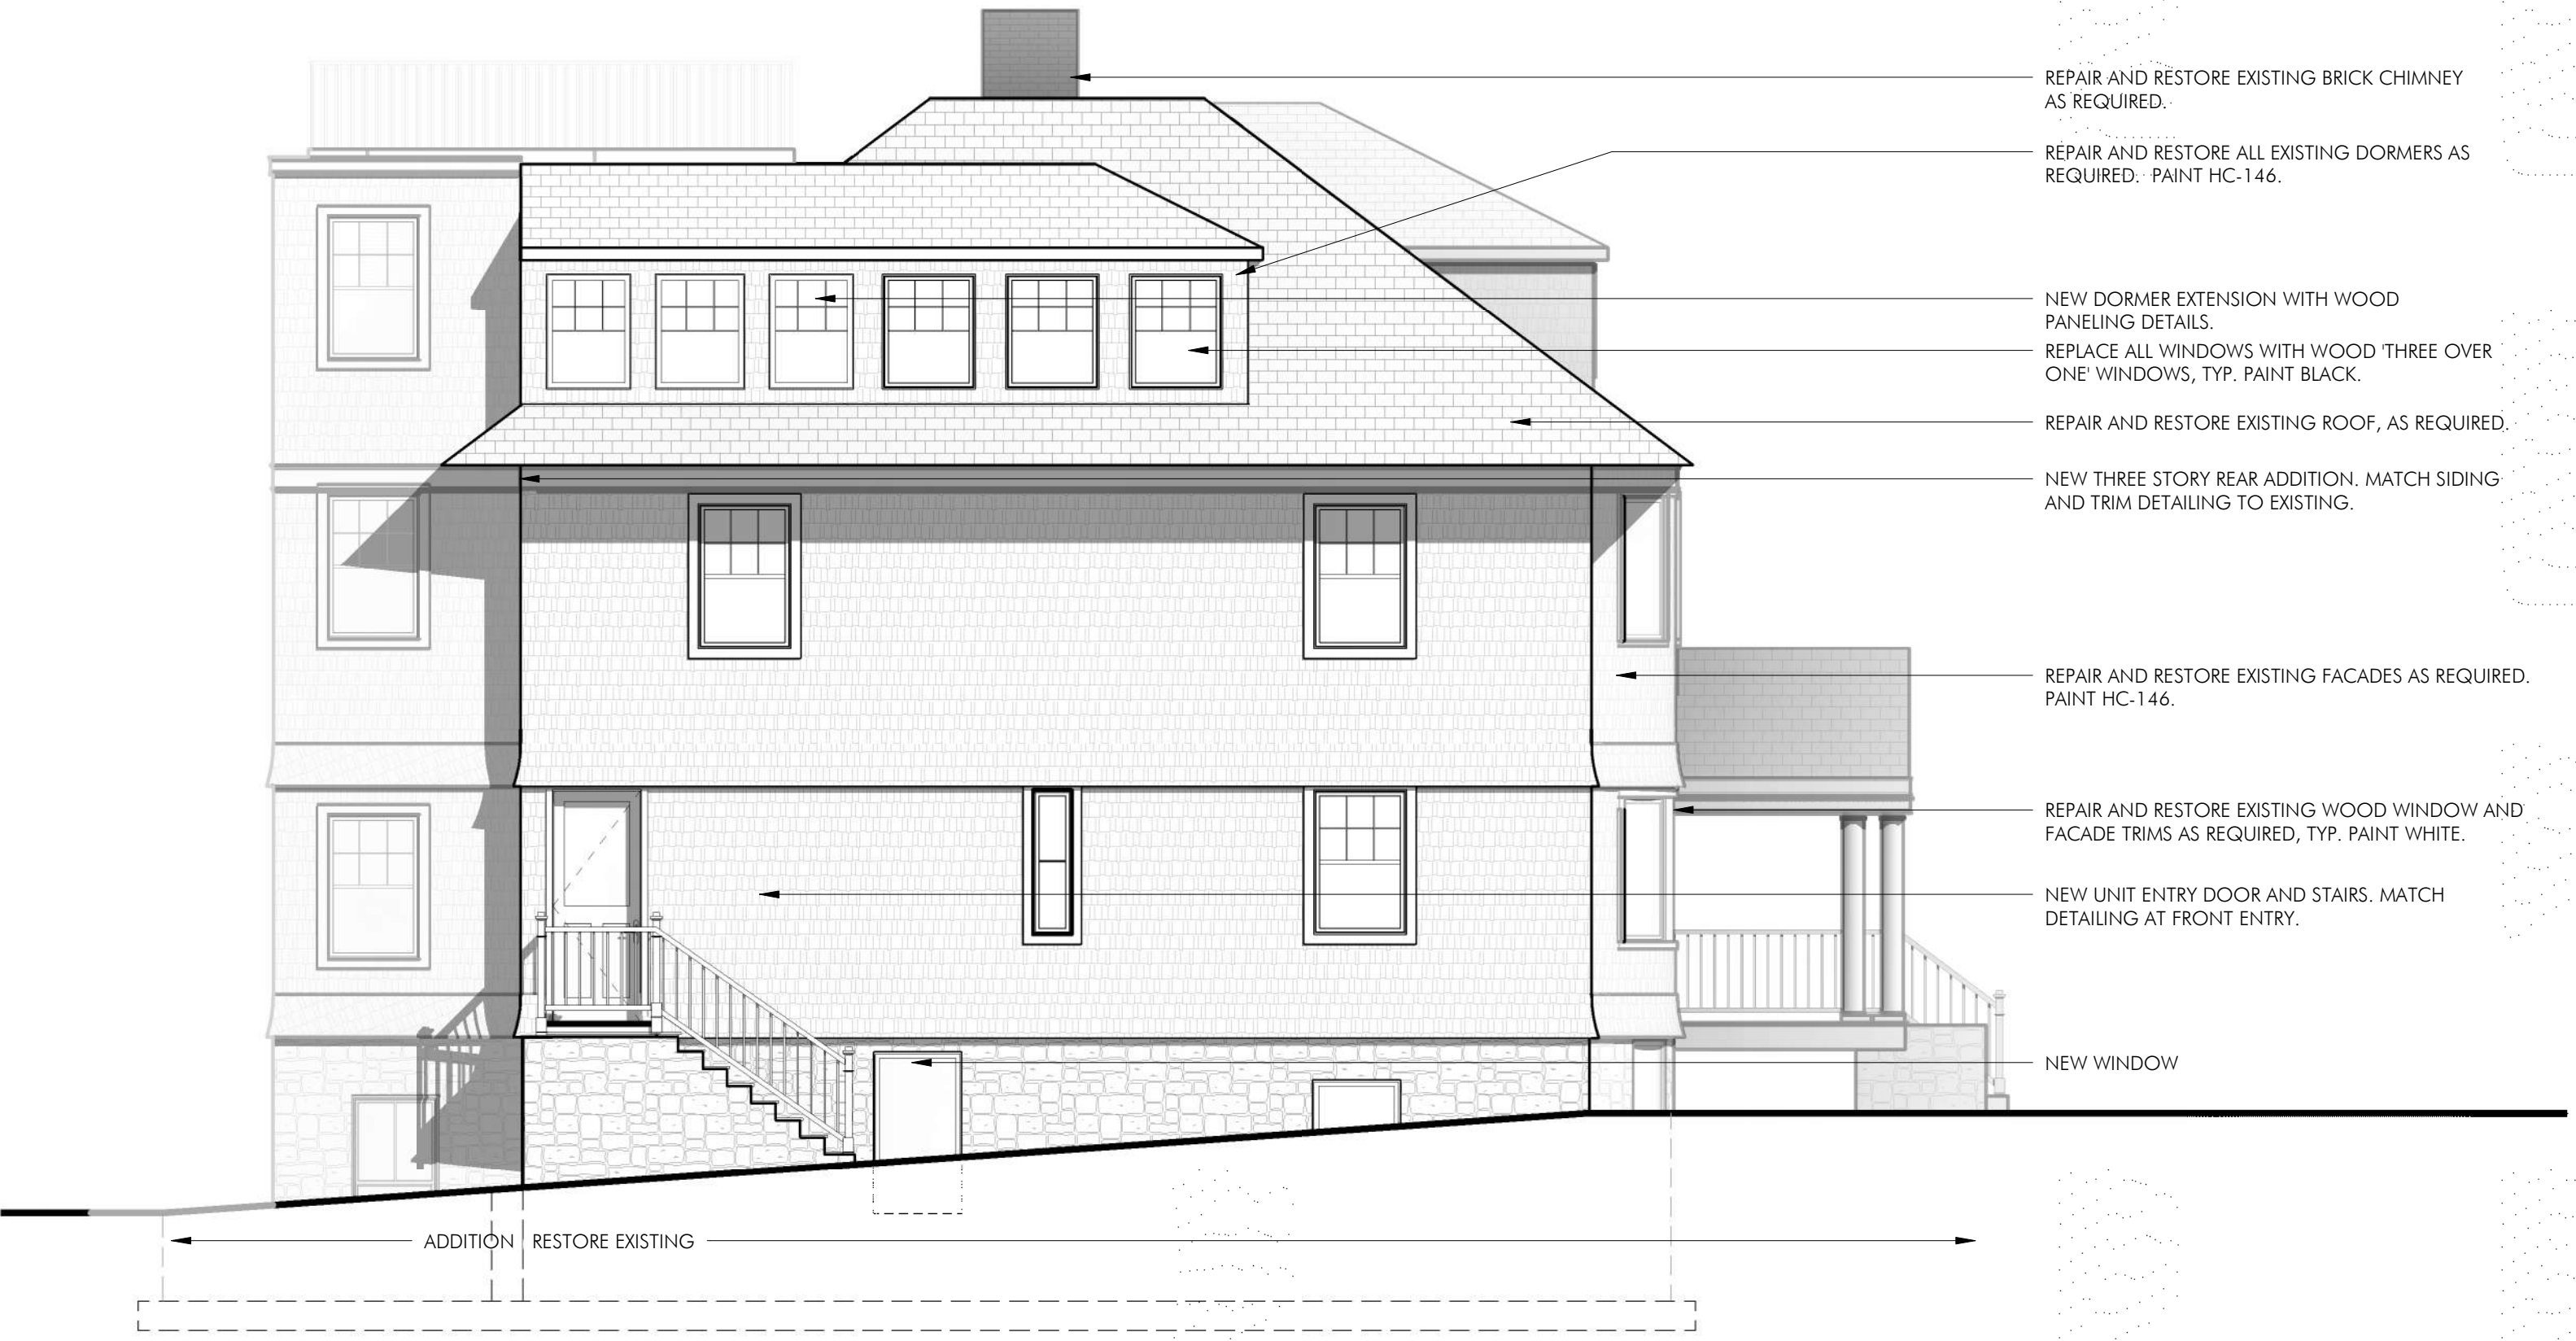 REPAIR AND RESTORE EXISTING BRICK CHIMNEY
AS REQUIRED.
REPAIR AND RESTORE ALL EXISTING DORMERS AS
REQUIRED. PAINT HC-146.
NEW DORMER EXTENSION WITH WOOD
PANELING DETAILS.
REPLACE ALL WINDOWS WITH WOOD 'THREE OVER
ONE' WINDOWS, TYP. PAINT BLACK.
REPAIR AND RESTORE EXISTING ROOF, AS REQUIRED.
NEW THREE STORY REAR ADDITION. MATCH SIDING
AND TRIM DETAILING TO EXISTING.
REPAIR AND RESTORE EXISTING FACADES AS REQUIRED.
PAINT HC-146.
REPAIR AND RESTORE EXISTING WOOD WINDOW AND
FACADE TRIMS AS REQUIRED, TYP. PAINT WHITE.
NEW UNIT ENTRY DOOR AND STAIRS. MATCH
DETAILING AT FRONT ENTRY.
NEW WINDOW
ADDITION RESTORE EXISTING